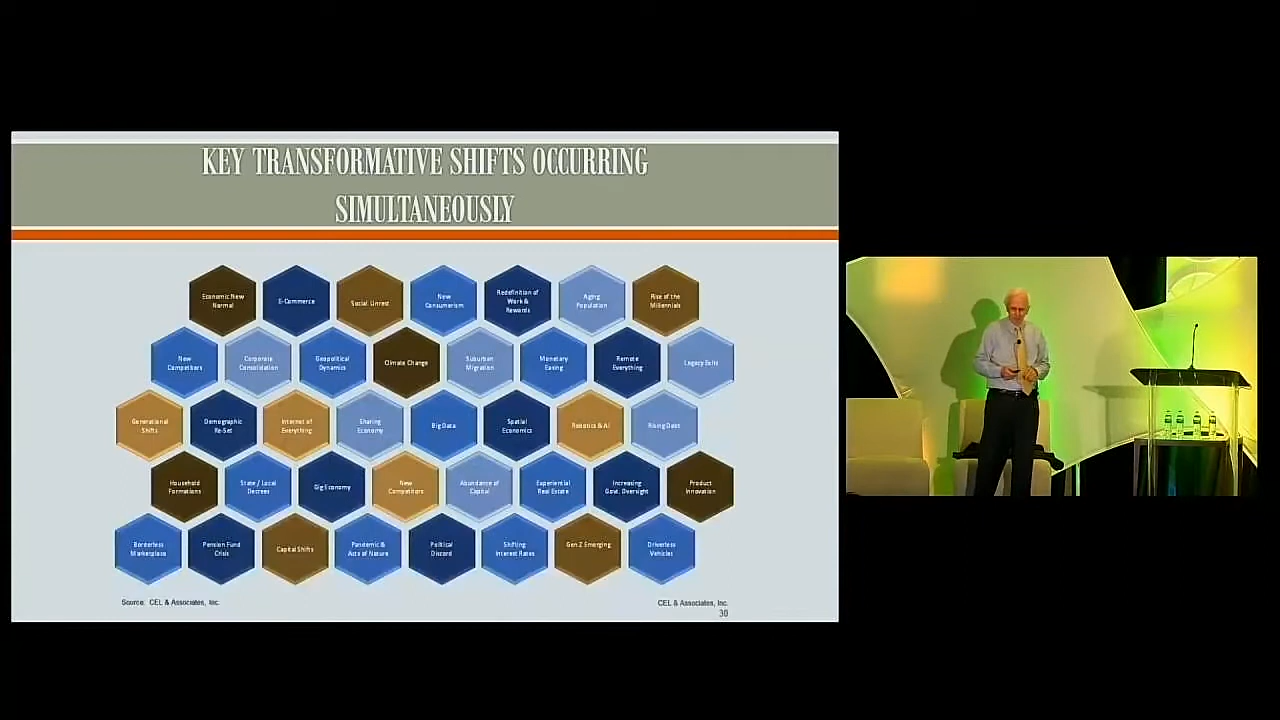 KEY TRANSFORMATIVE SHIFTS OCCURRING
SIMULTANEOUSLY
Economic New
Normal
E-Commerce
Social Unrest
New
Consumerism
Redefinition of
Work &
Rewards
Aging
Population
Rise of the
Millennials
New
Competitors
Corporate
Consolidation
Geopolitical
Dynamics
Climate Change
Suburban
Migration
Monetary
Easing
Remote
Everything
Legacy Exits
Generational
Shifts
Demographic
Re-Set
Internet of
Everything
Sharing
Economy
Big Data
Spatial
Economics
Robotics & AI
Rising Debt
Household
Formations
State / Local
Decrees
Gig Economy
New
Competitors
Abundance of
Capital
Experiential
Real Estate
Increasing
Govt. Oversight
Product
Innovation
Borderless
Marketplace
Pension Fund
Crisis
Capital Shifts
Pandemic &
Acts of Nature
Political
Discord
Shifting
Interest Rates
Gen Z Emerging
Driverless
Vehicles
Source: CEL & Associates, Inc.
CEL & Associates, Inc.
30